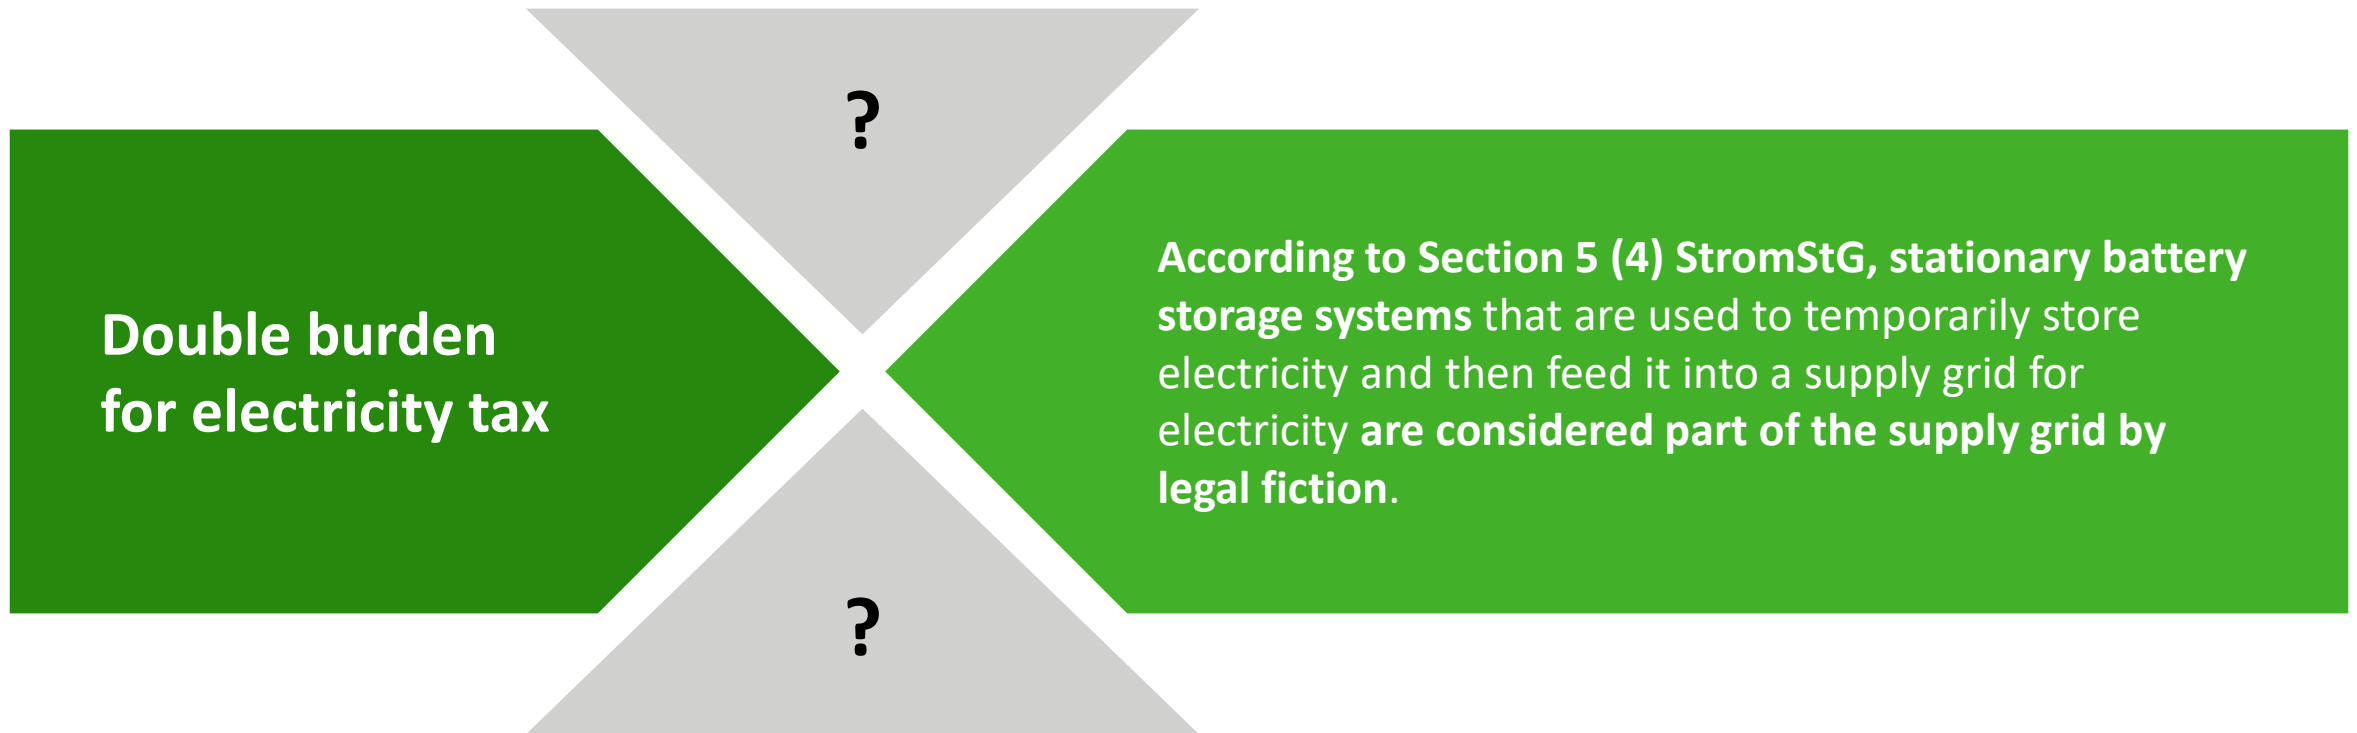 ?
Double burden
for electricity tax
According to Section 5 (4) StromStG, stationary battery
storage systems that are used to temporarily store
electricity and then feed it into a supply grid for
electricity are considered part of the supply grid by
legal fiction.
?